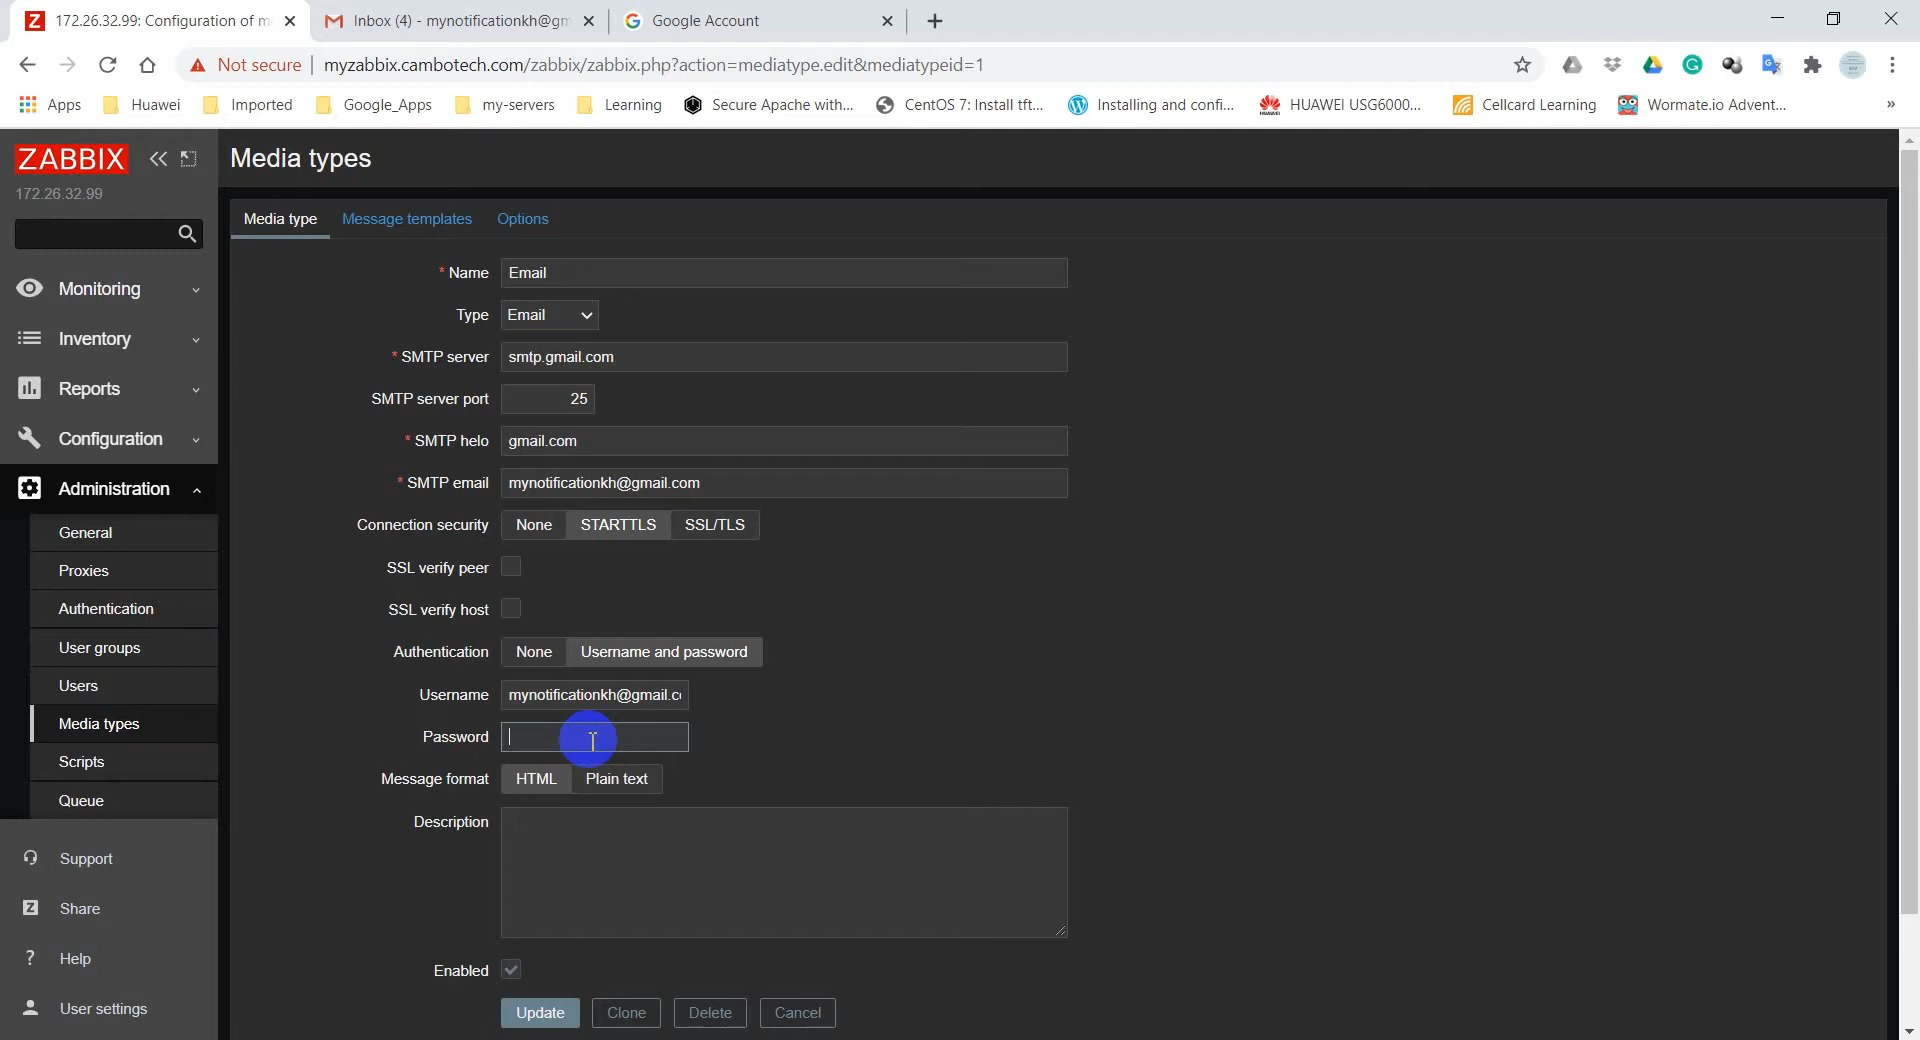 172.26.32.99: Configuration of m
Inbox (4) - mynotificationkh@gm
Google Account
Not secure
myzabbix.cambotech.com/zabbix/zabbix.php?action=mediatype.edit&mediatypeid=1
Apps
Huawei
Imported
Google_Apps
my-servers
Learning
Secure Apache with...
CentOS 7: Install tft...
Installing and confi...
HUAWEI USG6000...
Cellcard Learning
Wormate.io Advent...
»
ZABBIX
172.26.32.99
Monitoring
Inventory
Reports
Configuration
Administration
General
Proxies
Authentication
User groups
Users
Media types
Scripts
Queue
Support
Share
Help
User settings
Media types
Media type
Message templates
Options
* Name
Email
Type
Email
* SMTP server
smtp.gmail.com
SMTP server port
25
* SMTP helo
gmail.com
* SMTP email
mynotificationkh@gmail.com
Connection security
None
STARTTLS
SSL/TLS
SSL verify peer
SSL verify host
Authentication
None
Username and password
Username
mynotificationkh@gmail.c
Password
Message format
HTML
Plain text
Description
Enabled
Update
Clone
Delete
Cancel